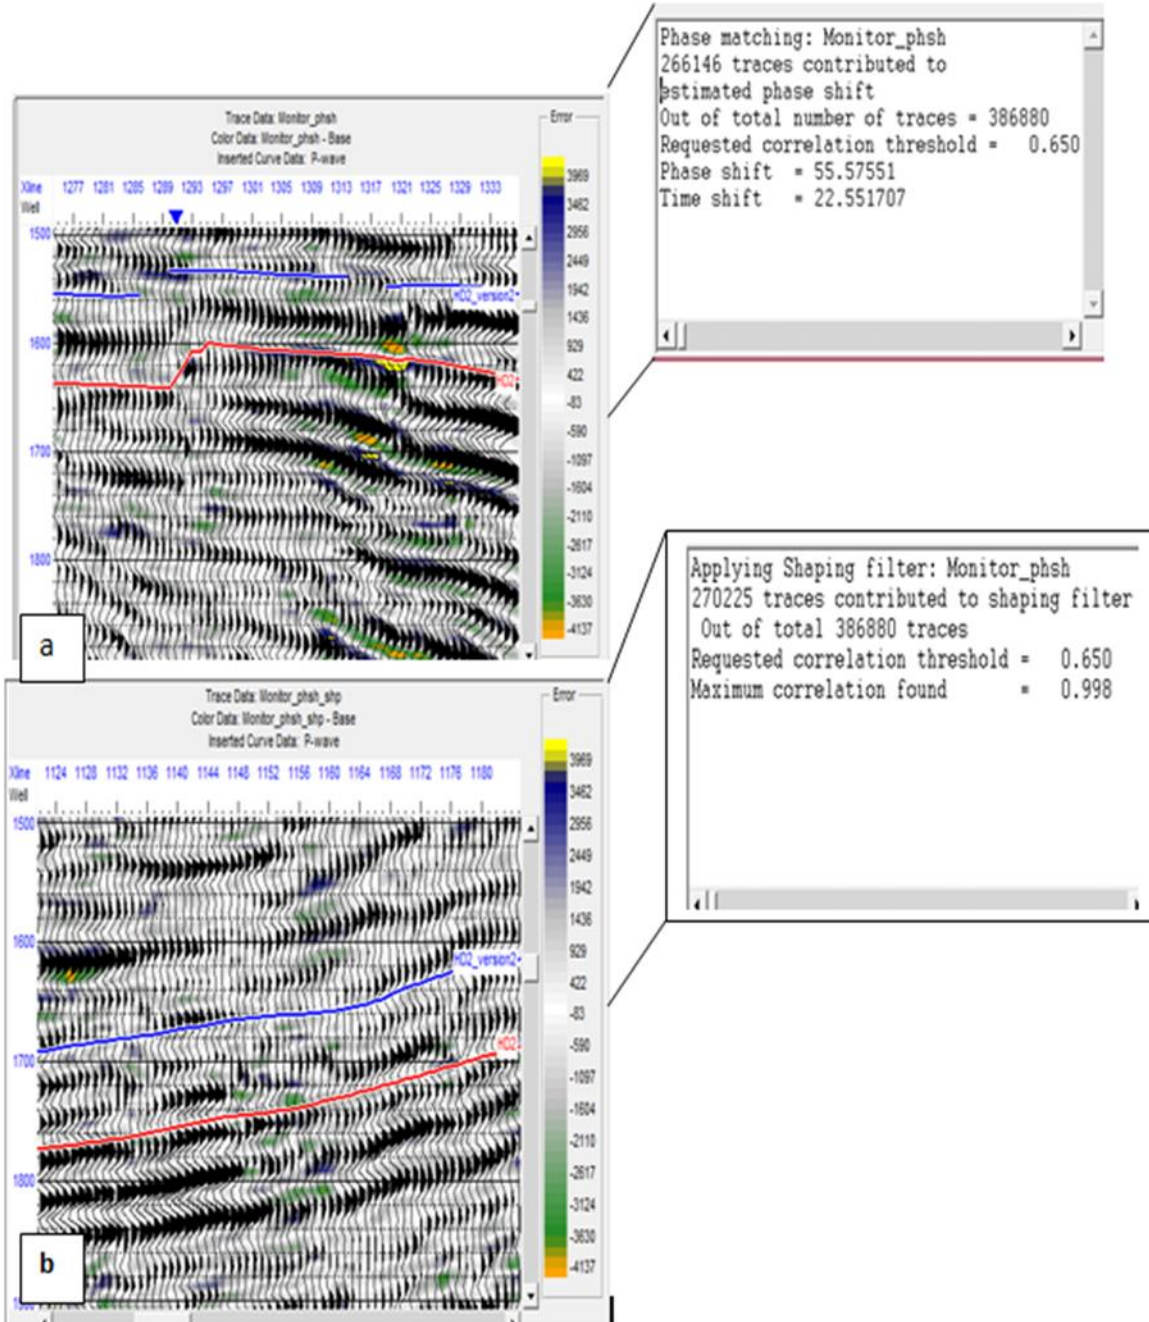 Phase matching: Monitor_phsh
266146 traces contributed to
estimated phase shift
Out of total number of traces = 386880
Requested correlation threshold = 0.650
Phase shift = 55.57551
Time shift = 22.551707
Trace Data: Monitor_phsh
Color Data: Monitor_phsh - Base
Inserted Curve Data: P-wave
Error
Xline 1277 1281 1285 1289 1293 1297 1301 1305 1309 1313 1317 1321 1325 1329 1333
Well
1500
HD2_version2
1600
HD2
1700
1800
3969
3462
2956
2449
1942
1436
929
422
-83
-590
-1097
-1604
-2110
-2617
-3124
-3630
-4137
a
Applying Shaping filter: Monitor_phsh
270225 traces contributed to shaping filter
Out of total 386880 traces
Requested correlation threshold = 0.650
Maximum correlation found = 0.998
Trace Data: Monitor_phsh_shp
Color Data: Monitor_phsh_shp - Base
Inserted Curve Data: P-wave
Error
Xline 1124 1128 1132 1136 1140 1144 1148 1152 1156 1160 1164 1168 1172 1176 1180
Well
1500
1600
HD2_version2
1700
HD2
1800
3969
3462
2956
2449
1942
1436
929
422
-83
-590
-1097
-1604
-2110
-2617
-3124
-3630
-4137
b